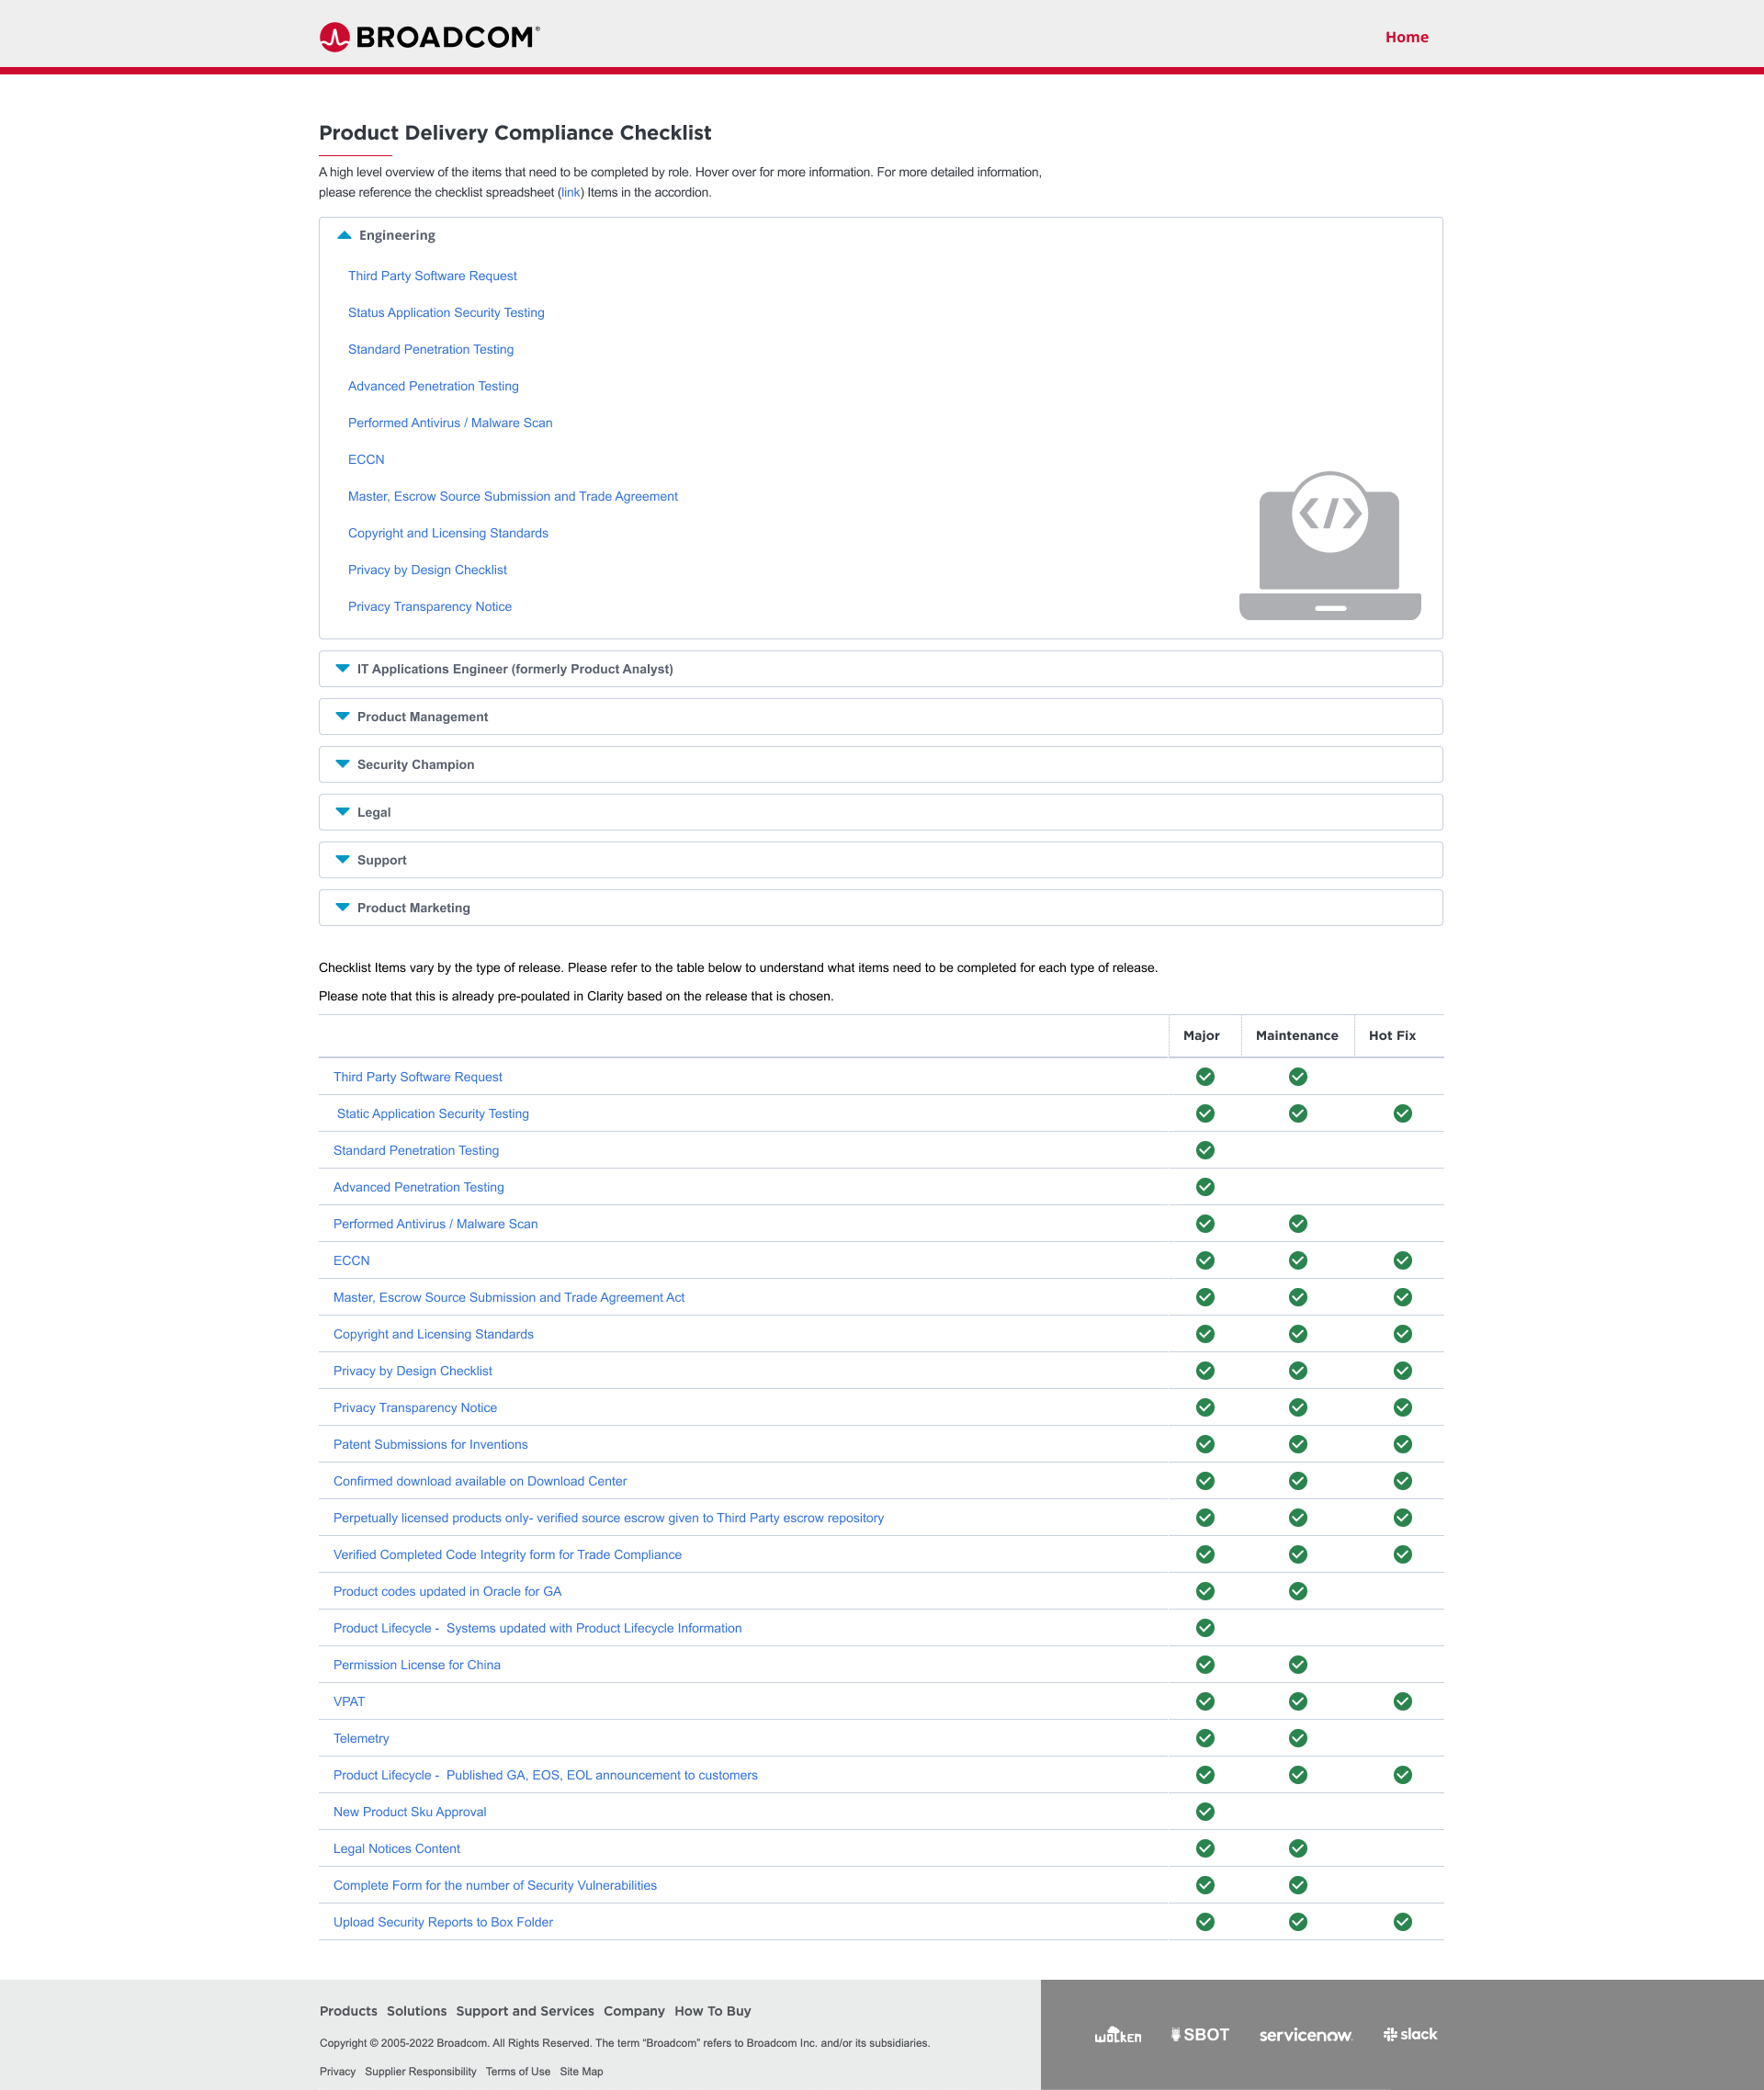 BROADCOM®
Home
Product Delivery Compliance Checklist
A high level overview of the items that need to be completed by role. Hover over for more information. For more detailed information,
please reference the checklist spreadsheet (link) Items in the accordion.
Engineering
Third Party Software Request
Status Application Security Testing
Standard Penetration Testing
Advanced Penetration Testing
Performed Antivirus / Malware Scan
ECCN
Master, Escrow Source Submission and Trade Agreement
Copyright and Licensing Standards
Privacy by Design Checklist
Privacy Transparency Notice
</>
IT Applications Engineer (formerly Product Analyst)
Product Management
Security Champion
Legal
Support
Product Marketing
Checklist Items vary by the type of release. Please refer to the table below to understand what items need to be completed for each type of release.
Please note that this is already pre-poulated in Clarity based on the release that is chosen.
Major Maintenance Hot Fix
Third Party Software Request
Static Application Security Testing
Standard Penetration Testing
Advanced Penetration Testing
Performed Antivirus / Malware Scan
ECCN
Master, Escrow Source Submission and Trade Agreement Act
Copyright and Licensing Standards
Privacy by Design Checklist
Privacy Transparency Notice
Patent Submissions for Inventions
Confirmed download available on Download Center
Perpetually licensed products only- verified source escrow given to Third Party escrow repository
Verified Completed Code Integrity form for Trade Compliance
Product codes updated in Oracle for GA
Product Lifecycle - Systems updated with Product Lifecycle Information
Permission License for China
VPAT
Telemetry
Product Lifecycle - Published GA, EOS, EOL announcement to customers
New Product Sku Approval
Legal Notices Content
Complete Form for the number of Security Vulnerabilities
Upload Security Reports to Box Folder
Products Solutions Support and Services Company How To Buy
Copyright © 2005-2022 Broadcom. All Rights Reserved. The term “Broadcom” refers to Broadcom Inc. and/or its subsidiaries.
Privacy Supplier Responsibility Terms of Use Site Map
WOLKEN SBOT servicenow slack